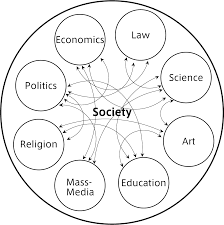 Economics
Law
Politics
Science
Society
Religion
Art
Mass-
Media
Education